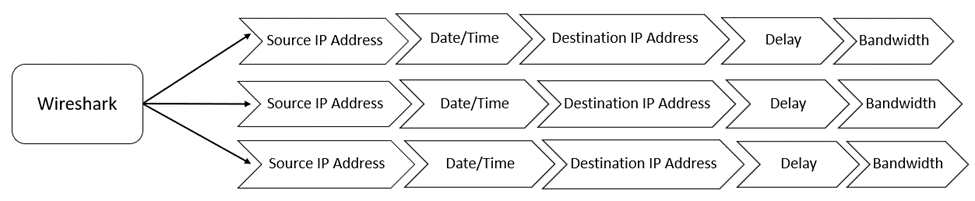 Source IP Address Date/Time Destination IP Address Delay Bandwidth
Wireshark
Source IP Address Date/Time Destination IP Address Delay Bandwidth
Source IP Address Date/Time Destination IP Address Delay Bandwidth